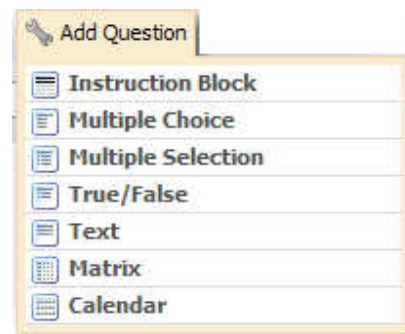 Add Question
Instruction Block
Multiple Choice
Multiple Selection
True/False
Text
Matrix
Calendar